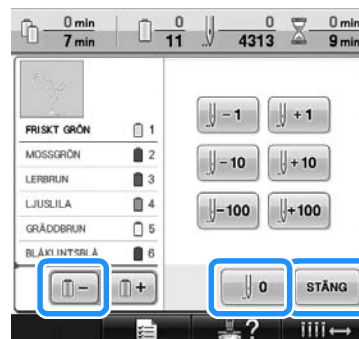 0 min 0 0 0 min
7 min 11 4313 9 min
FRISKT GRÖN 1
MOSSGRÖN 2
LERBRUN 3
LJUSLILA 4
GRÄDDBRUN 5
BLÅKLINTSBLÅ 6
-1 +1
-10 +10
-100 +100
- + 0 STÄNG
?